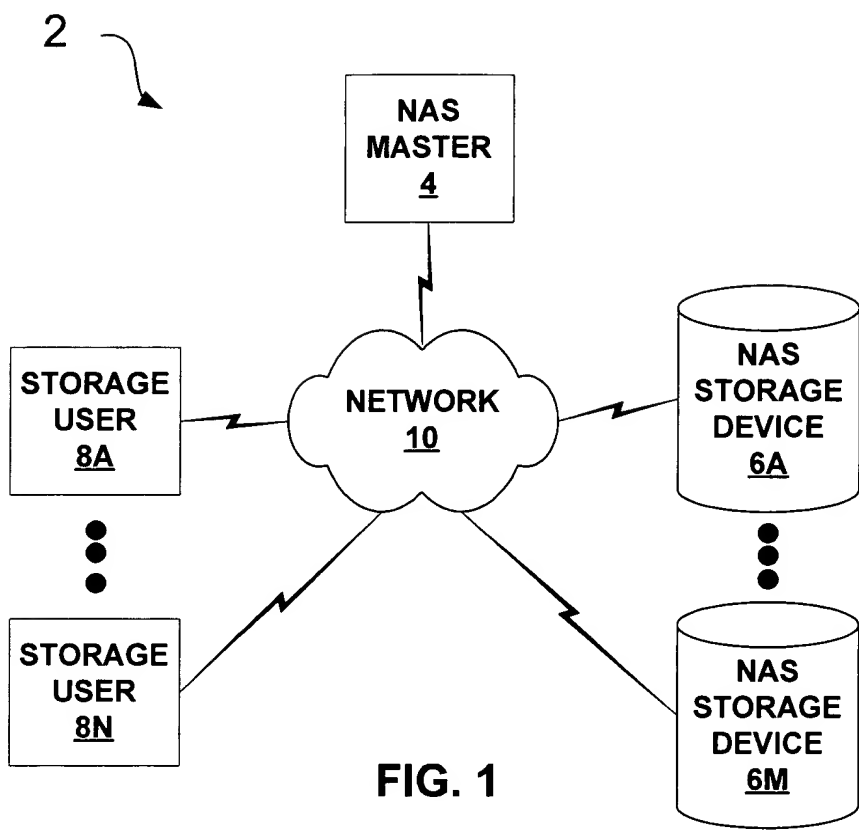 2
NAS
MASTER
4
STORAGE
USER
8A
NETWORK
10
NAS
STORAGE
DEVICE
6A
STORAGE
USER
8N
NAS
STORAGE
DEVICE
6M
FIG. 1